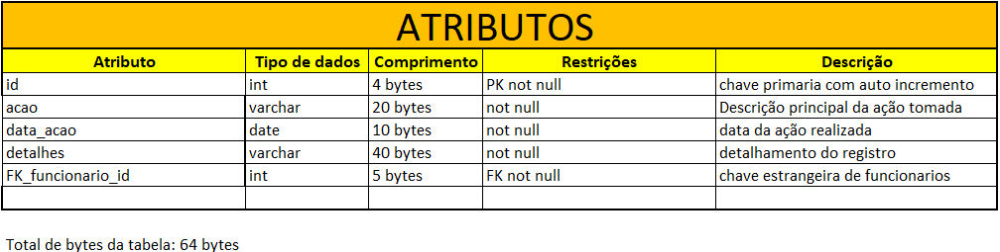 ATRIBUTOS
Atributo Tipo de dados Comprimento Restrições Descrição
id int 4 bytes PK not null chave primaria com auto incremento
acao varchar 20 bytes not null Descrição principal da ação tomada
data_acao date 10 bytes not null data da ação realizada
detalhes varchar 40 bytes not null detalhamento do registro
FK_funcionario_id int 5 bytes FK not null chave estrangeira de funcionarios
Total de bytes da tabela: 64 bytes